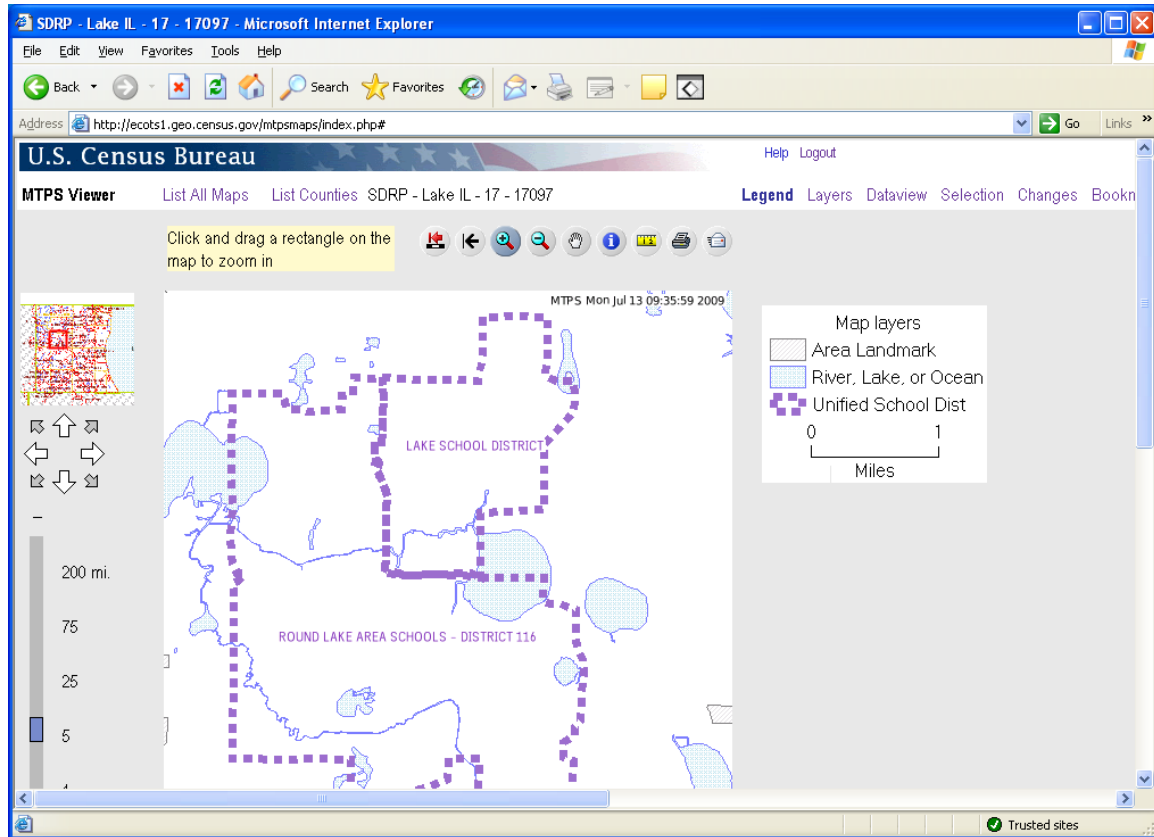 SDRP - Lake IL - 17 - 17097 - Microsoft Internet Explorer
File Edit View Favorites Tools Help
Back Search Favorites
Address http://ecots1.geo.census.gov/mtpsmaps/index.php# Go Links »
U.S. Census Bureau Help Logout
MTPS Viewer List All Maps List Counties SDRP - Lake IL - 17 - 17097 Legend Layers Dataview Selection Changes Bookn
Click and drag a rectangle on the
map to zoom in
MTPS Mon Jul 13 09:35:59 2009
Map layers
Area Landmark
River, Lake, or Ocean
Unified School Dist
0 1
Miles
LAKE SCHOOL DISTRICT
ROUND LAKE AREA SCHOOLS - DISTRICT 116
200 mi.
75
25
5
Trusted sites